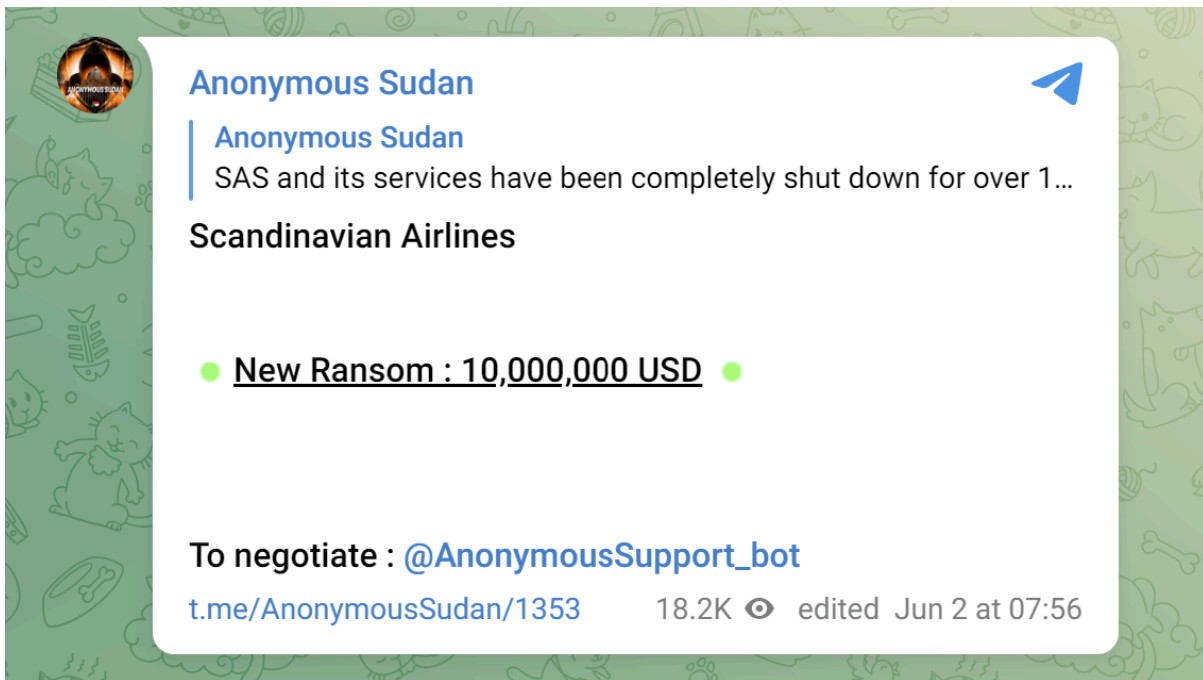 Anonymous Sudan
Anonymous Sudan
SAS and its services have been completely shut down for over 1...
Scandinavian Airlines
New Ransom : 10,000,000 USD
To negotiate : @AnonymousSupport_bot
t.me/AnonymousSudan/1353 18.2K edited Jun 2 at 07:56
ANONYMOUS SUDAN